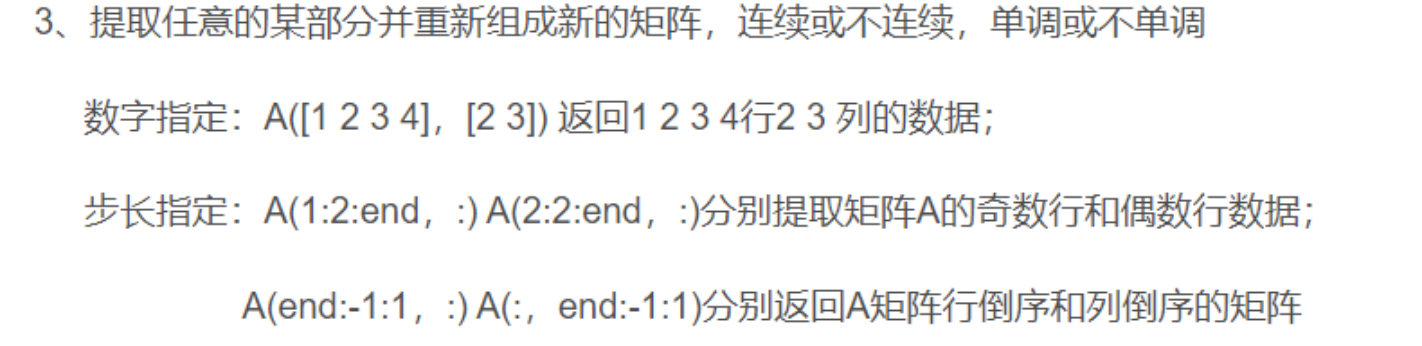 3、提取任意的某部分并重新组成新的矩阵，连续或不连续，单调或不单调
数字指定：A([1 2 3 4]，[2 3]) 返回1 2 3 4行2 3 列的数据；
步长指定：A(1:2:end，:) A(2:2:end，:)分别提取矩阵A的奇数行和偶数行数据；
A(end:-1:1，:) A(:，end:-1:1)分别返回A矩阵行倒序和列倒序的矩阵